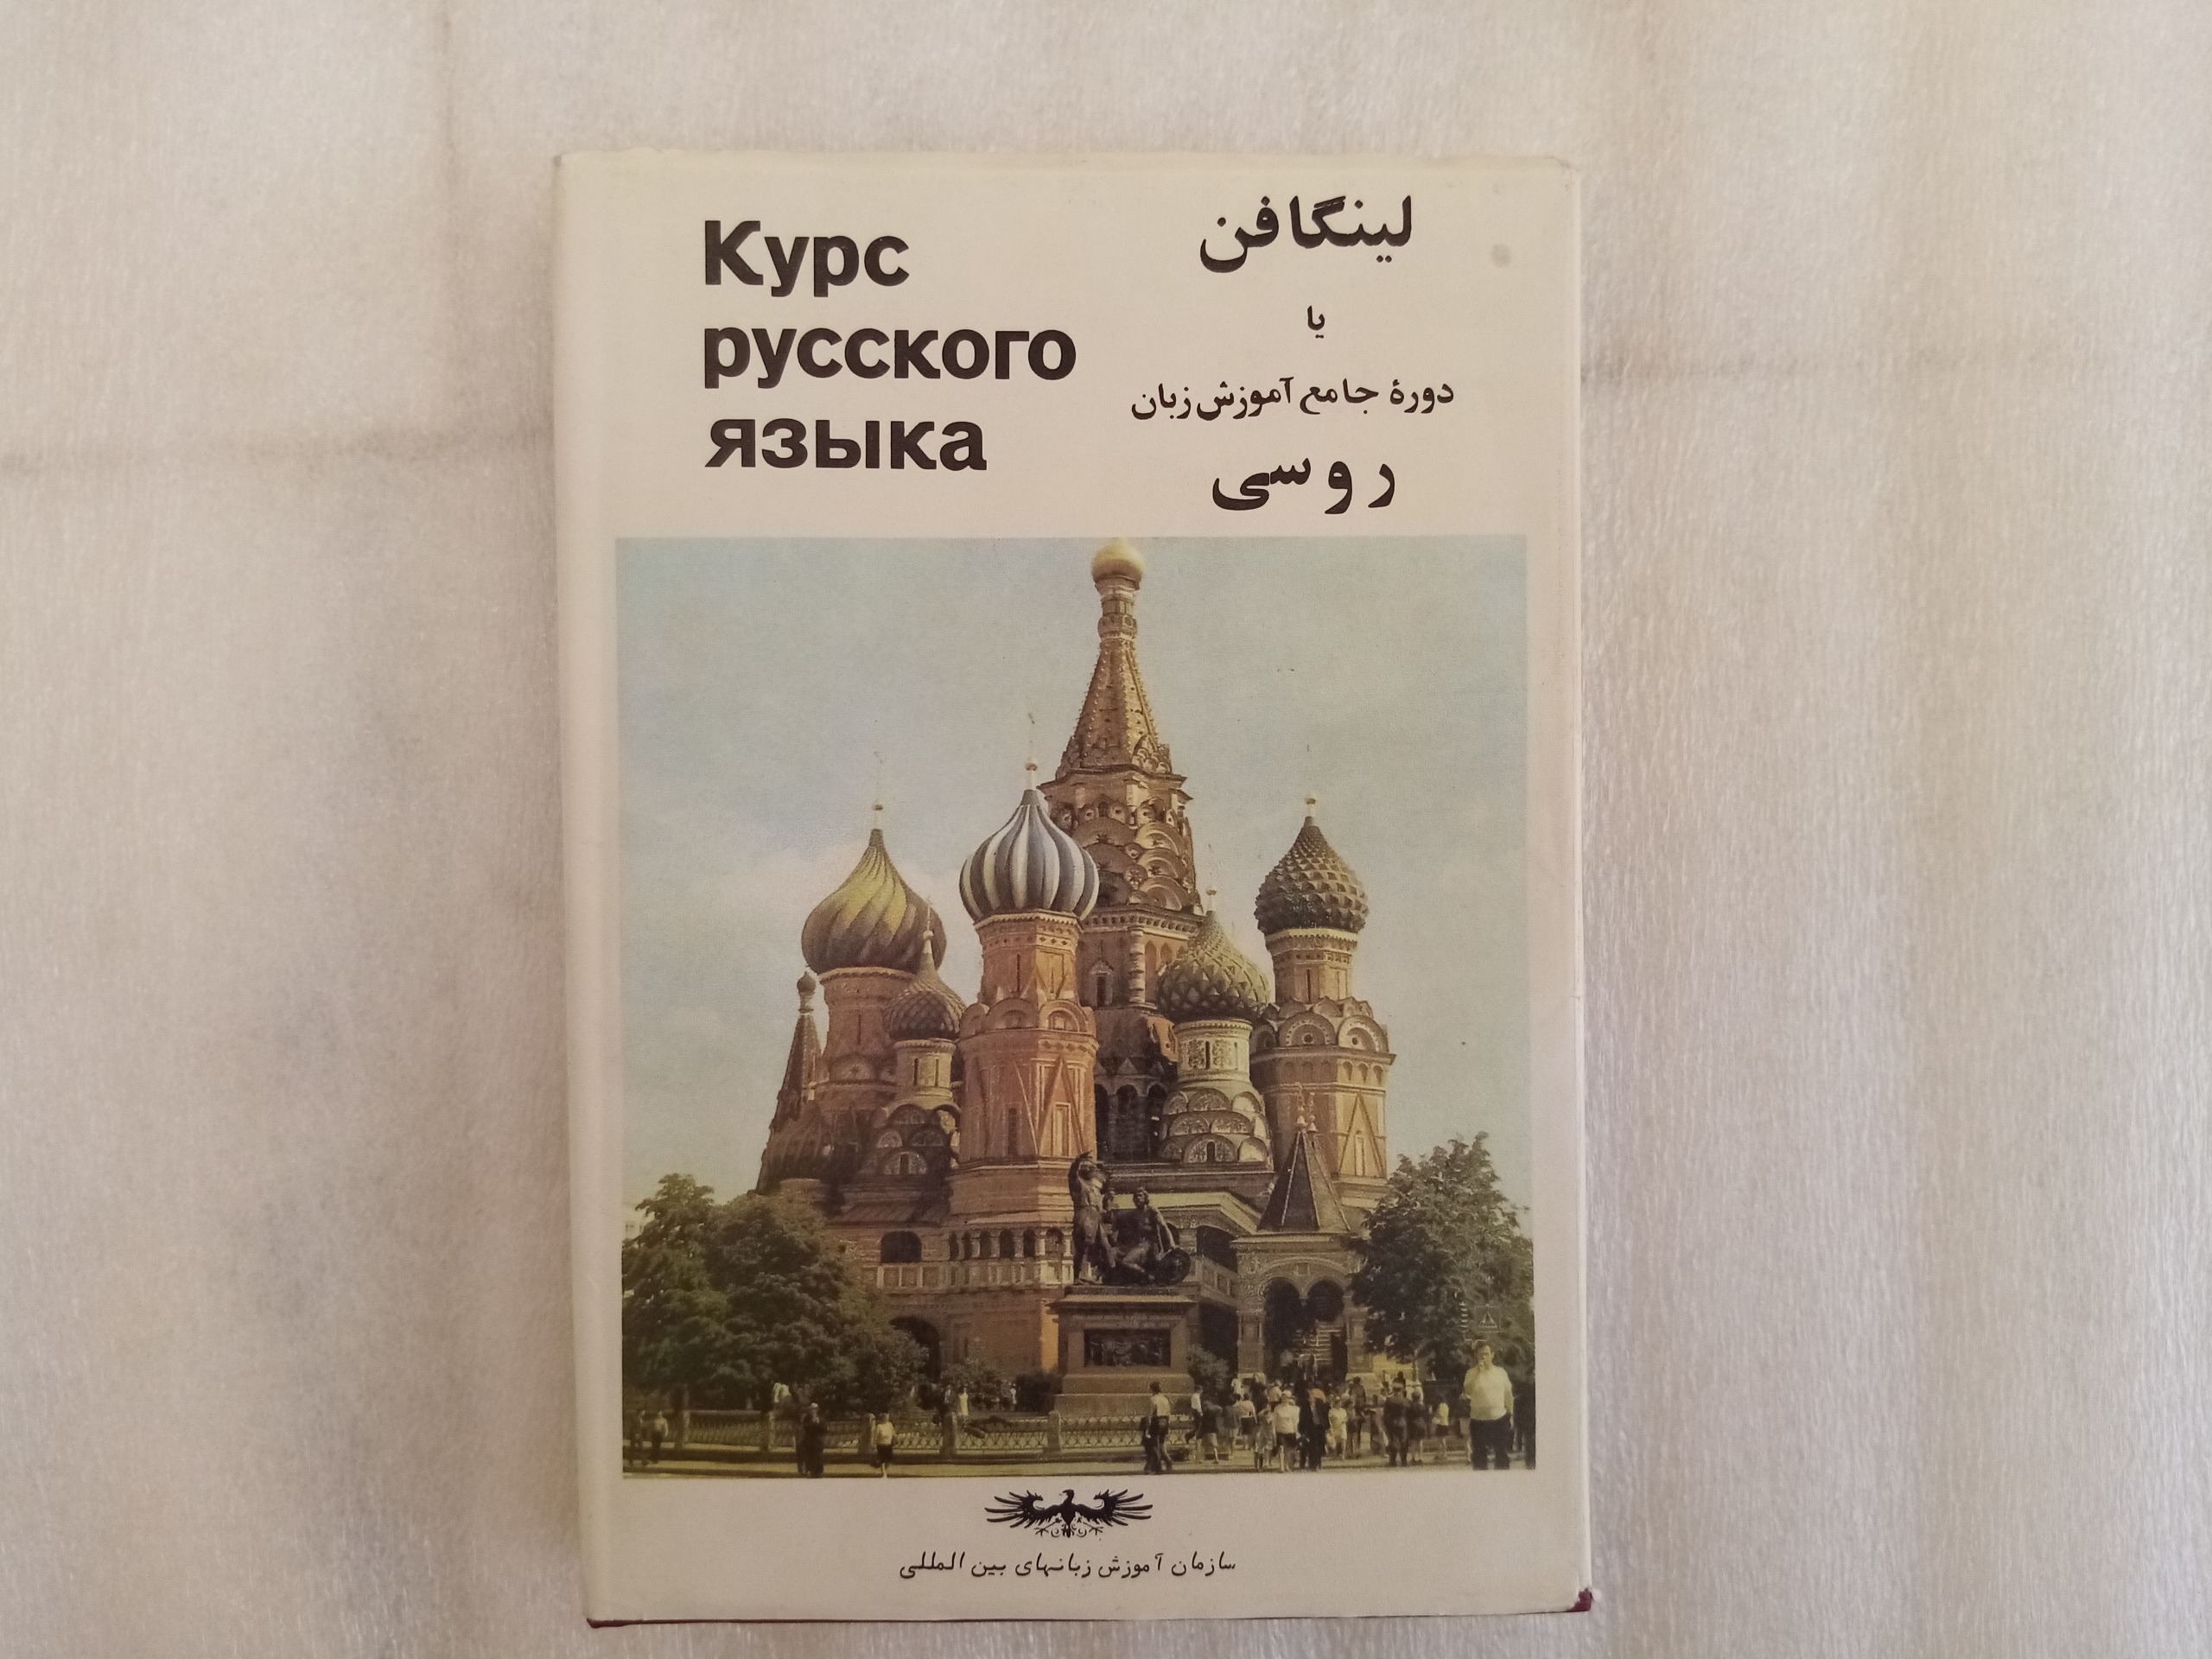 Курс
русского
языка
لینگافن
یا
دورهٔ جامع آموزش زبان
روسی
سازمان آموزش زبانهای بین المللی